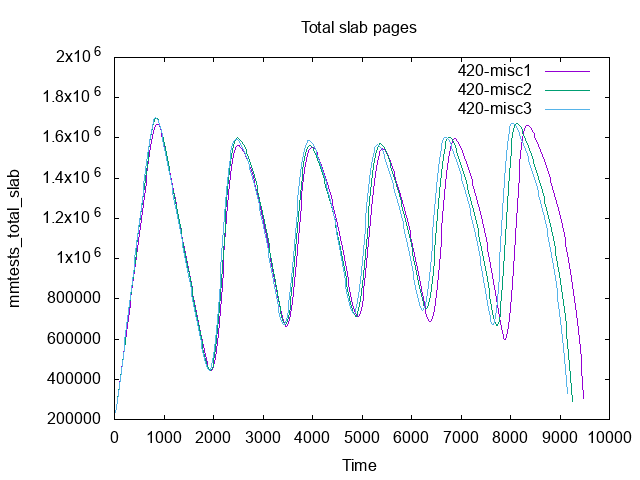 Total slab pages
420-misc1
420-misc2
420-misc3
mmtests_total_slab
2x10^6
1.8x10^6
1.6x10^6
1.4x10^6
1.2x10^6
1x10^6
800000
600000
400000
200000
0 1000 2000 3000 4000 5000 6000 7000 8000 9000 10000
Time